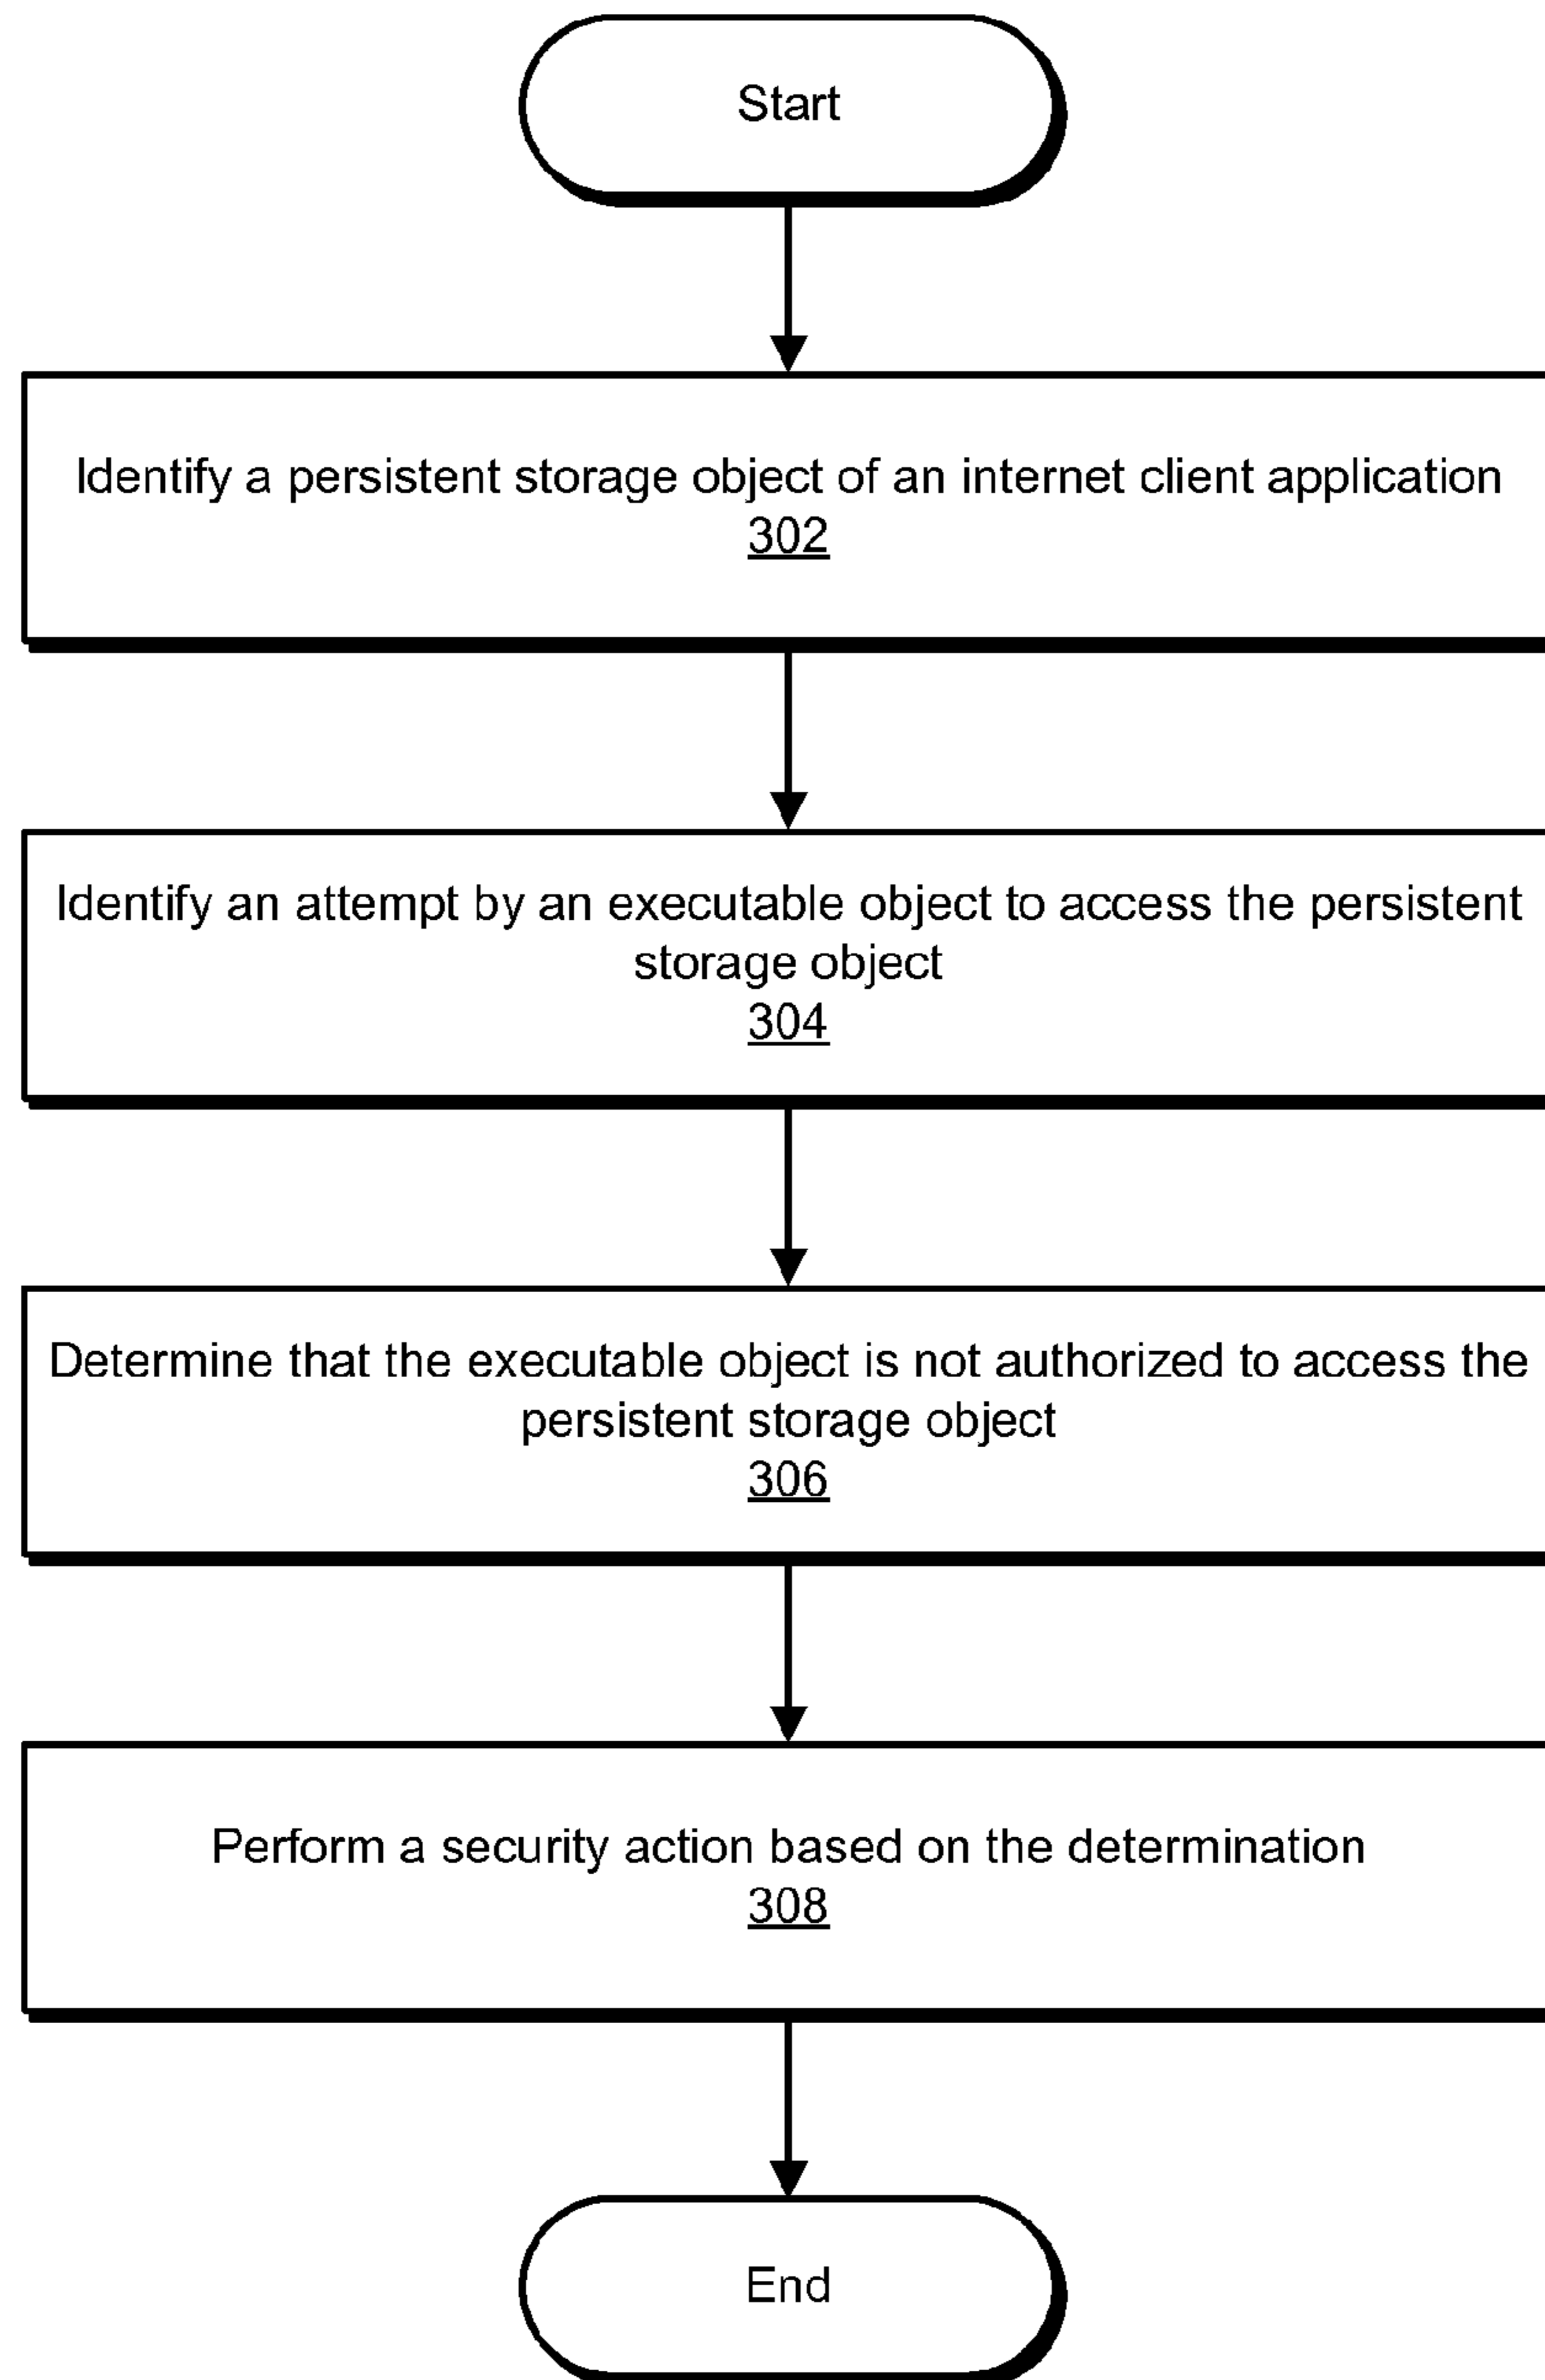 Start
Identify a persistent storage object of an internet client application
302
Identify an attempt by an executable object to access the persistent
storage object
304
Determine that the executable object is not authorized to access the
persistent storage object
306
Perform a security action based on the determination
308
End